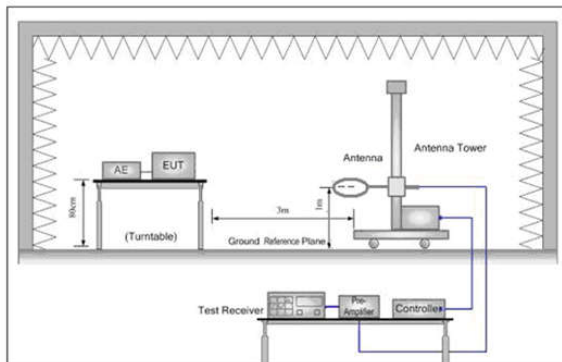 AE
EUT
80cm
(Turntable)
3m
1m
Antenna
Antenna Tower
Ground Reference Plane
Test Receiver
Pre-
Amplifier
Controller